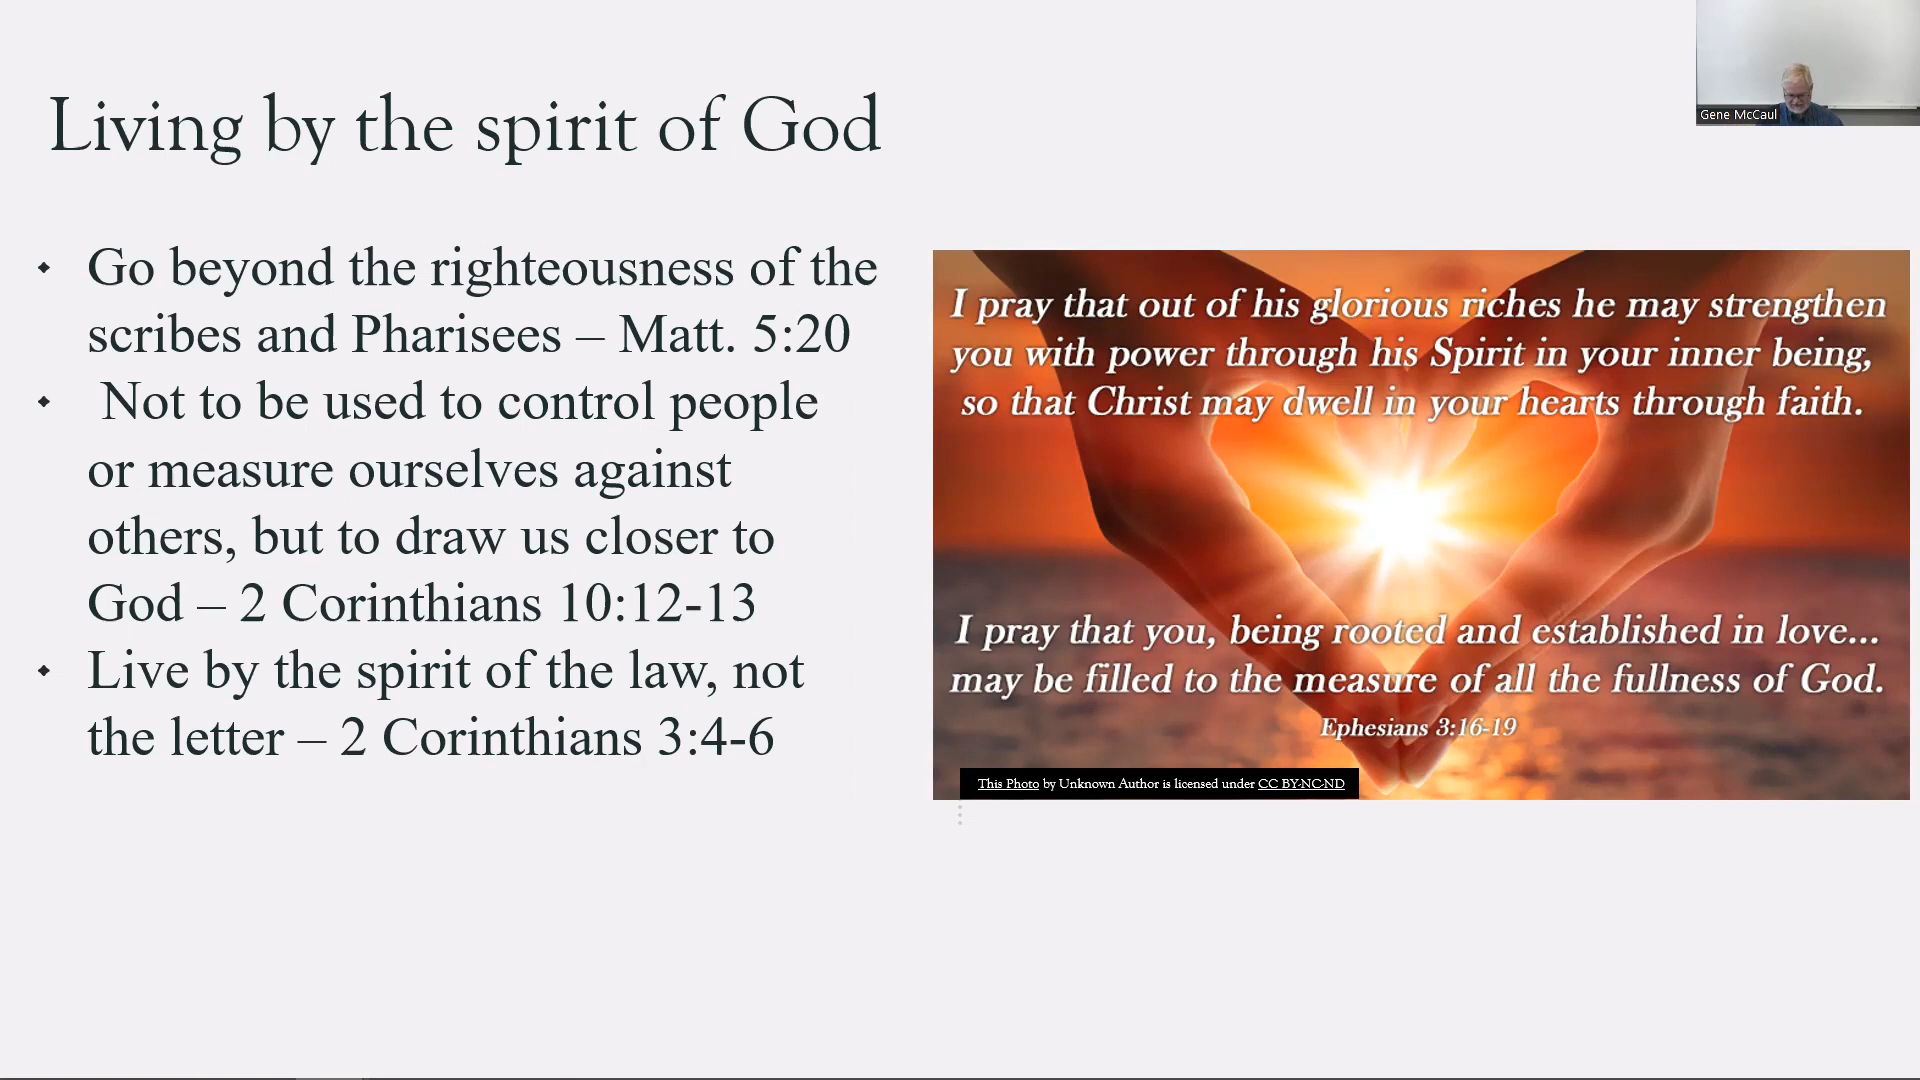 Living by the spirit of God
Gene McCaul
Go beyond the righteousness of the
scribes and Pharisees – Matt. 5:20
Not to be used to control people
or measure ourselves against
others, but to draw us closer to
God – 2 Corinthians 10:12-13
Live by the spirit of the law, not
the letter – 2 Corinthians 3:4-6
I pray that out of his glorious riches he may strengthen
you with power through his Spirit in your inner being,
so that Christ may dwell in your hearts through faith.
I pray that you, being rooted and established in love...
may be filled to the measure of all the fullness of God.
Ephesians 3:16-19
This Photo by Unknown Author is licensed under CC BY-NC-ND